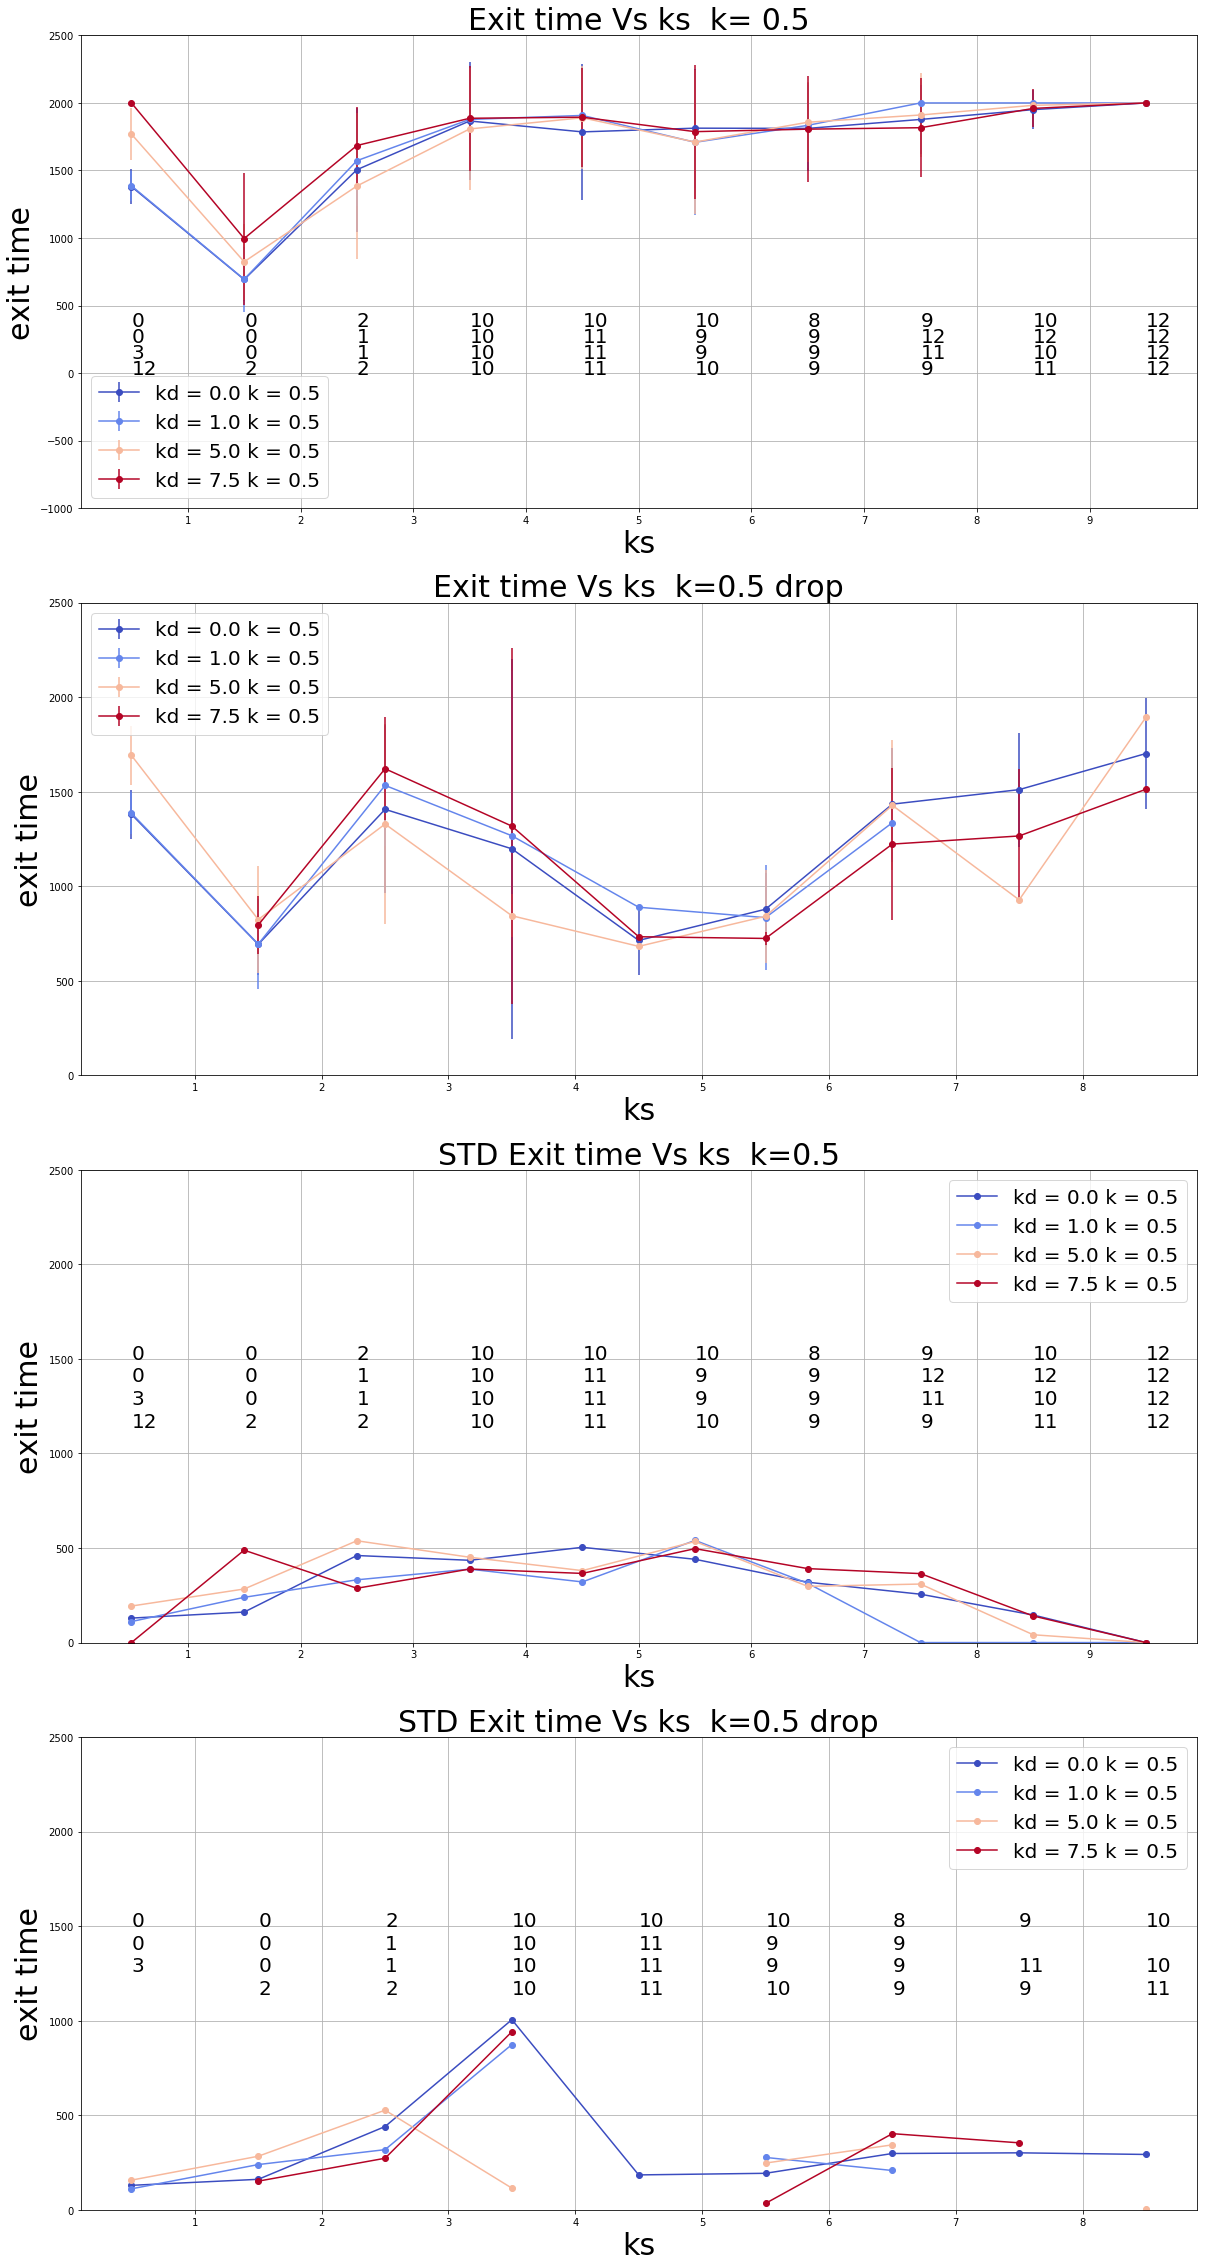 Exit time Vs ks  k= 0.5
2500
2000
1500
1000
500
0
−500
−1000
exit time
0 0 2 10 10 10 8 9 10 12
0 0 1 10 11 9 9 12 12 12
3 0 1 10 11 9 9 11 10 12
12 2 2 10 11 10 9 9 11 12
kd = 0.0 k = 0.5
kd = 1.0 k = 0.5
kd = 5.0 k = 0.5
kd = 7.5 k = 0.5
1 2 3 4 5 6 7 8 9
ks
Exit time Vs ks  k=0.5 drop
2500
2000
1500
1000
500
0
exit time
kd = 0.0 k = 0.5
kd = 1.0 k = 0.5
kd = 5.0 k = 0.5
kd = 7.5 k = 0.5
1 2 3 4 5 6 7 8
ks
STD Exit time Vs ks  k=0.5
2500
2000
1500
1000
500
0
exit time
kd = 0.0 k = 0.5
kd = 1.0 k = 0.5
kd = 5.0 k = 0.5
kd = 7.5 k = 0.5
0 0 2 10 10 10 8 9 10 12
0 0 1 10 11 9 9 12 12 12
3 0 1 10 11 9 9 11 10 12
12 2 2 10 11 10 9 9 11 12
1 2 3 4 5 6 7 8 9
ks
STD Exit time Vs ks  k=0.5 drop
2500
2000
1500
1000
500
0
exit time
kd = 0.0 k = 0.5
kd = 1.0 k = 0.5
kd = 5.0 k = 0.5
kd = 7.5 k = 0.5
0 0 2 10 10 10 8 9 10
0 0 1 10 11 9 9
3 0 1 10 11 9 9 11 10
2 2 10 11 10 9 9 11
1 2 3 4 5 6 7 8
ks